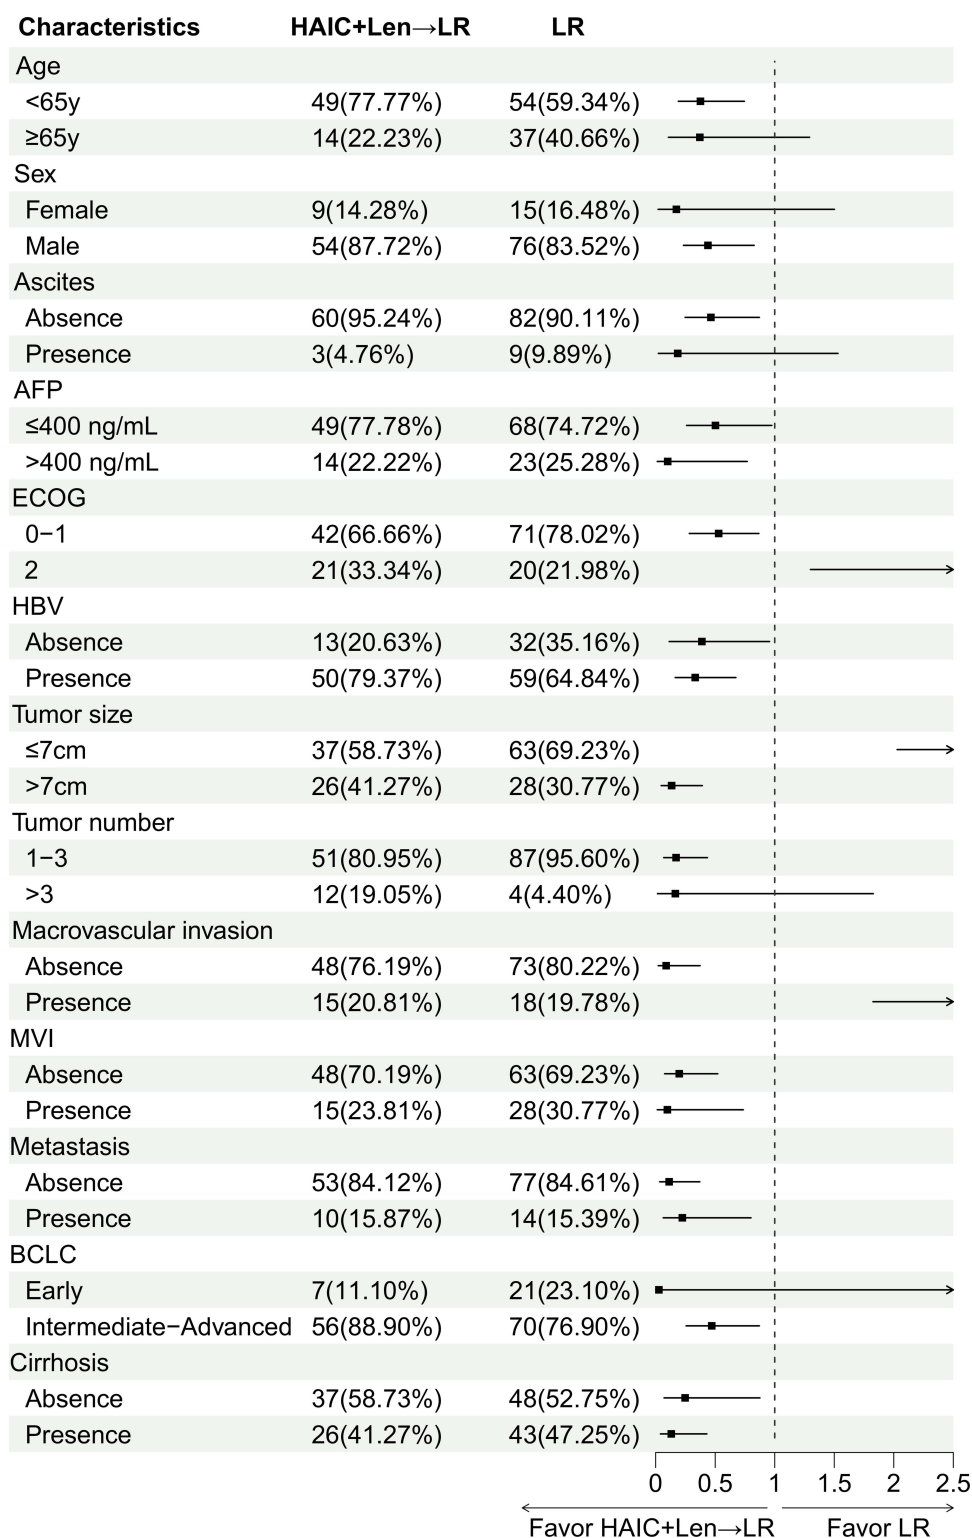 Characteristics HAIC+Len→LR LR
Age
<65y 49(77.77%) 54(59.34%)
≥65y 14(22.23%) 37(40.66%)
Sex
Female 9(14.28%) 15(16.48%)
Male 54(87.72%) 76(83.52%)
Ascites
Absence 60(95.24%) 82(90.11%)
Presence 3(4.76%) 9(9.89%)
AFP
≤400 ng/mL 49(77.78%) 68(74.72%)
>400 ng/mL 14(22.22%) 23(25.28%)
ECOG
0−1 42(66.66%) 71(78.02%)
2 21(33.34%) 20(21.98%)
HBV
Absence 13(20.63%) 32(35.16%)
Presence 50(79.37%) 59(64.84%)
Tumor size
≤7cm 37(58.73%) 63(69.23%)
>7cm 26(41.27%) 28(30.77%)
Tumor number
1−3 51(80.95%) 87(95.60%)
>3 12(19.05%) 4(4.40%)
Macrovascular invasion
Absence 48(76.19%) 73(80.22%)
Presence 15(20.81%) 18(19.78%)
MVI
Absence 48(70.19%) 63(69.23%)
Presence 15(23.81%) 28(30.77%)
Metastasis
Absence 53(84.12%) 77(84.61%)
Presence 10(15.87%) 14(15.39%)
BCLC
Early 7(11.10%) 21(23.10%)
Intermediate−Advanced 56(88.90%) 70(76.90%)
Cirrhosis
Absence 37(58.73%) 48(52.75%)
Presence 26(41.27%) 43(47.25%)
0 0.5 1 1.5 2 2.5
Favor HAIC+Len→LR Favor LR